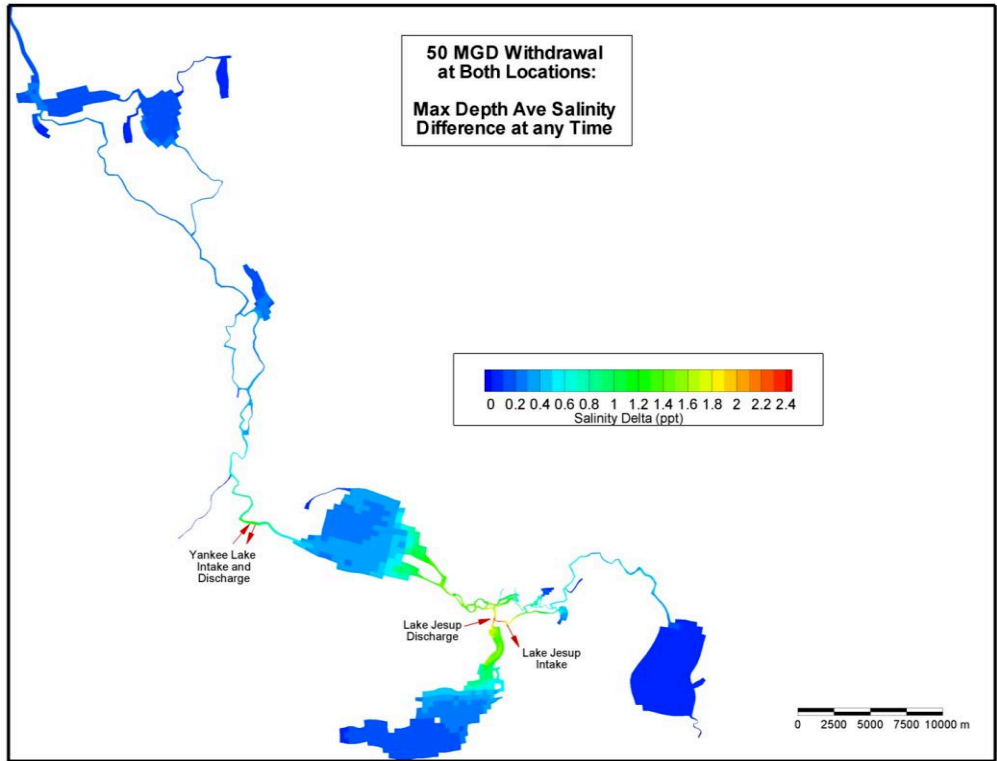 50 MGD Withdrawal
at Both Locations:
Max Depth Ave Salinity
Difference at any Time
0 0.2 0.4 0.6 0.8 1 1.2 1.4 1.6 1.8 2 2.2 2.4
Salinity Delta (ppt)
Yankee Lake
Intake and
Discharge
Lake Jesup
Discharge
Lake Jesup
Intake
0 2500 5000 7500 10000 m